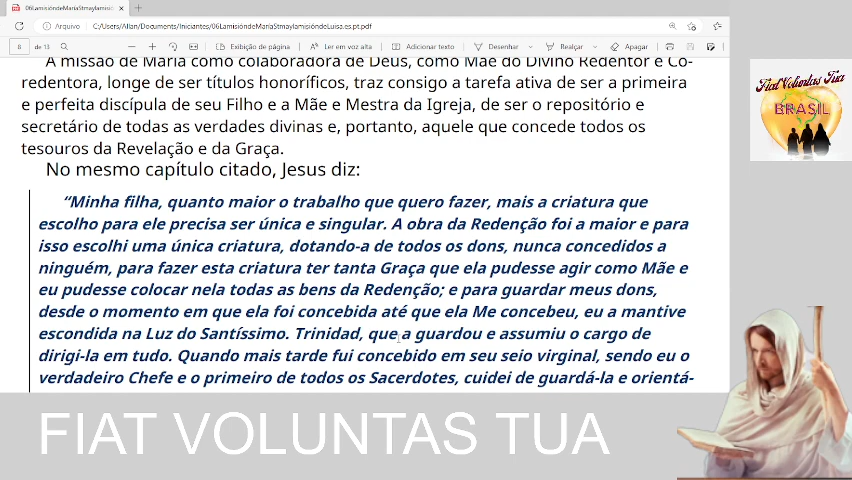 06LamisióndeMaríaStmaylamisiónde
Arquivo
C:/Users/Allan/Documents/Iniciantes/06LamisióndeMaríaStmaylamisióndeLuisa.es.pt.pdf
8 de 13
Exibição de página
Ler em voz alta
Adicionar texto
Desenhar
Realçar
Apagar
A missão de Maria como colaboradora de Deus, como Mãe do Divino Redentor e Co-
redentora, longe de ser títulos honoríficos, traz consigo a tarefa ativa de ser a primeira
e perfeita discípula de seu Filho e a Mãe e Mestra da Igreja, de ser o repositório e
secretário de todas as verdades divinas e, portanto, aquele que concede todos os
tesouros da Revelação e da Graça.
No mesmo capítulo citado, Jesus diz:
“Minha filha, quanto maior o trabalho que quero fazer, mais a criatura que
escolho para ele precisa ser única e singular. A obra da Redenção foi a maior e para
isso escolhi uma única criatura, dotando-a de todos os dons, nunca concedidos a
ninguém, para fazer esta criatura ter tanta Graça que ela pudesse agir como Mãe e
eu pudesse colocar nela todas as bens da Redenção; e para guardar meus dons,
desde o momento em que ela foi concebida até que ela Me concebeu, eu a mantive
escondida na Luz do Santíssimo. Trinidad, que a guardou e assumiu o cargo de
dirigi-la em tudo. Quando mais tarde fui concebido em seu seio virginal, sendo eu o
verdadeiro Chefe e o primeiro de todos os Sacerdotes, cuidei de guardá-la e orientá-
Fiat Voluntas Tua
BRASIL
FIAT VOLUNTAS TUA